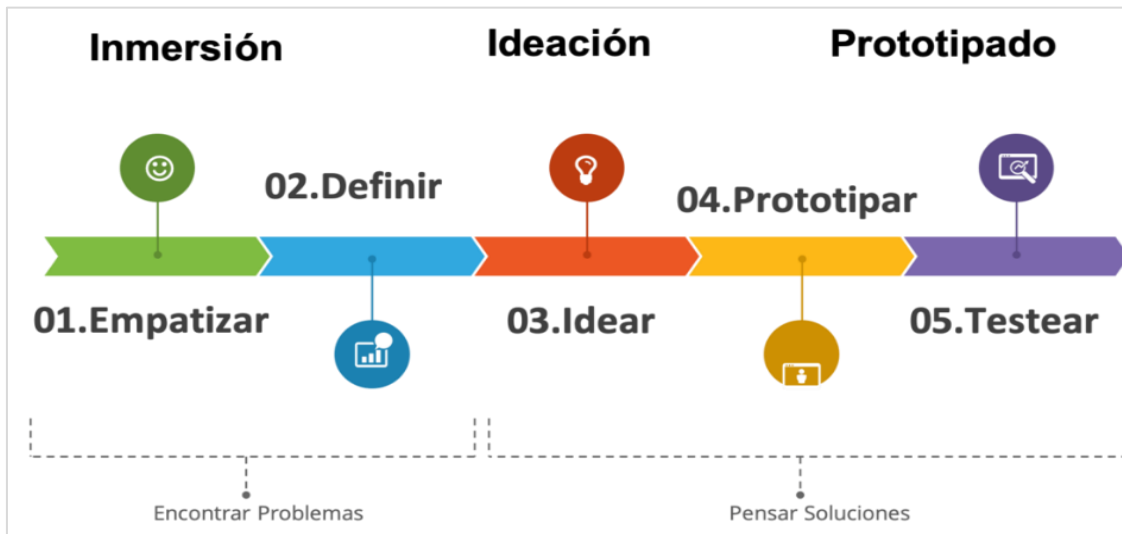 Inmersión
Ideación
Prototipado
02.Definir
04.Prototipar
01.Empatizar
03.Idear
05.Testear
Encontrar Problemas
Pensar Soluciones